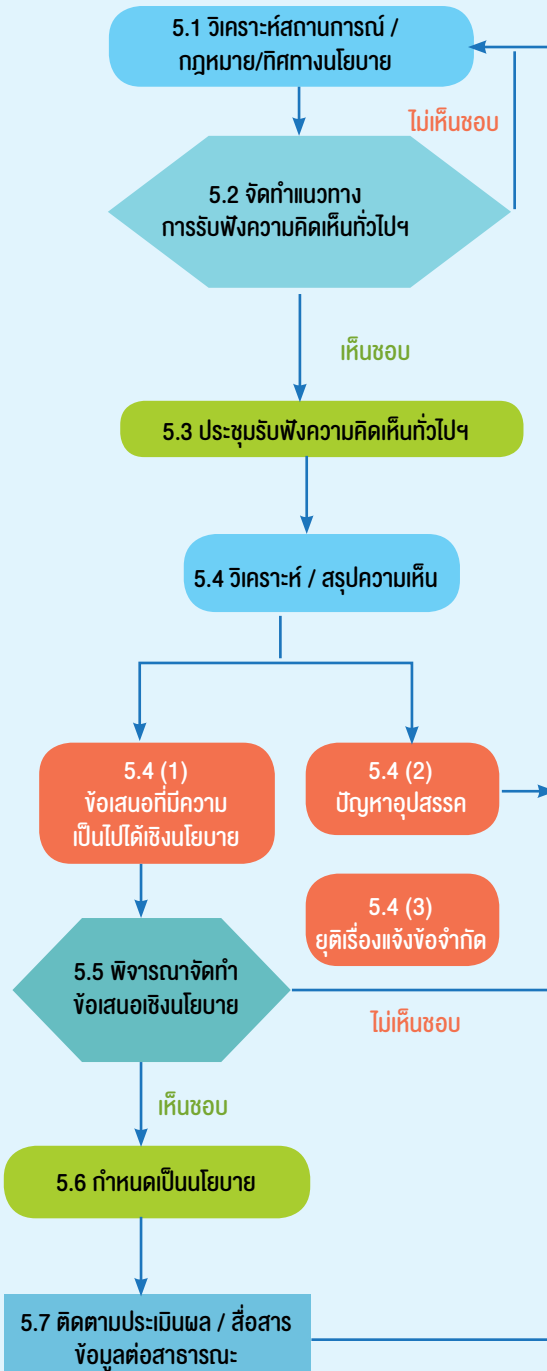 5.1 วิเคราะห์สถานการณ์ /
กฎหมาย/ทิศทางนโยบาย
ไม่เห็นชอบ
5.2 จัดทำแนวทาง
การรับฟังความคิดเห็นทั่วไปฯ
เห็นชอบ
5.3 ประชุมรับฟังความคิดเห็นทั่วไปฯ
5.4 วิเคราะห์ / สรุปความเห็น
5.4 (1)
ข้อเสนอที่มีความ
เป็นไปได้เชิงนโยบาย
5.4 (2)
ปัญหาอุปสรรค
5.4 (3)
ยุติเรื่องแจ้งข้อจำกัด
5.5 พิจารณาจัดทำ
ข้อเสนอเชิงนโยบาย
ไม่เห็นชอบ
เห็นชอบ
5.6 กำหนดเป็นนโยบาย
5.7 ติดตามประเมินผล / สื่อสาร
ข้อมูลต่อสาธารณะ